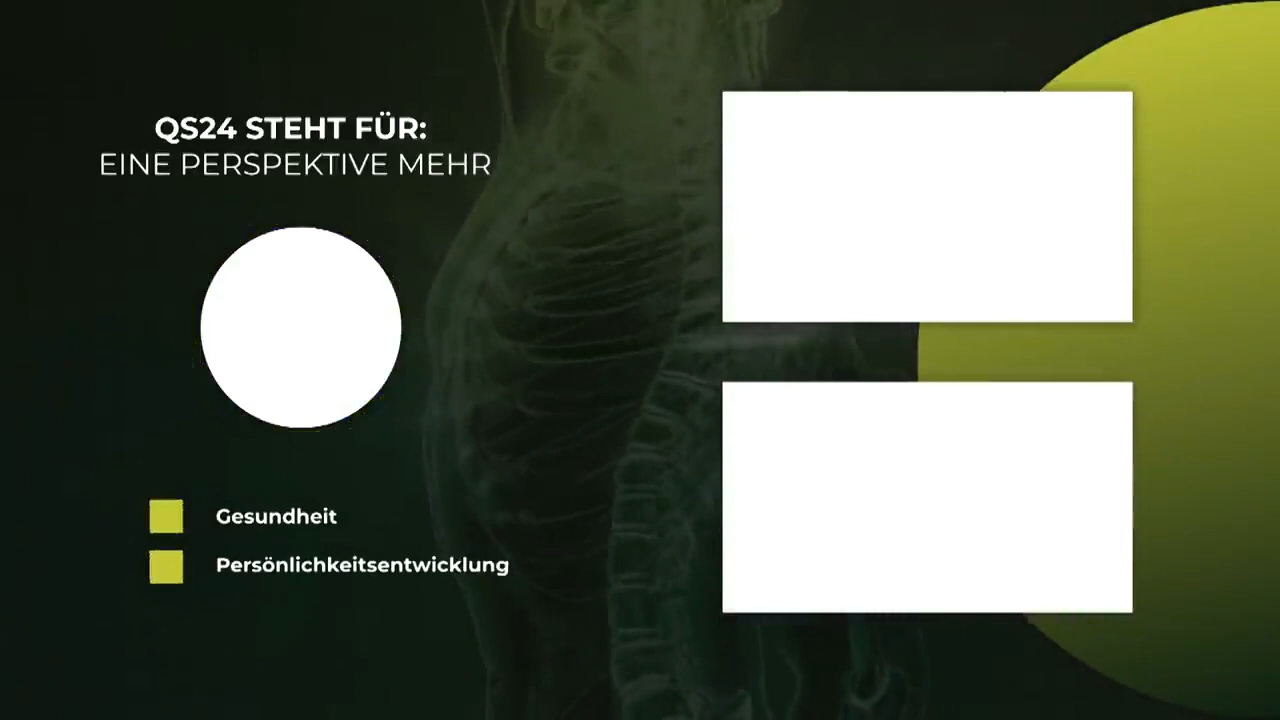 QS24 STEHT FÜR:
EINE PERSPEKTIVE MEHR
Gesundheit
Persönlichkeitsentwicklung